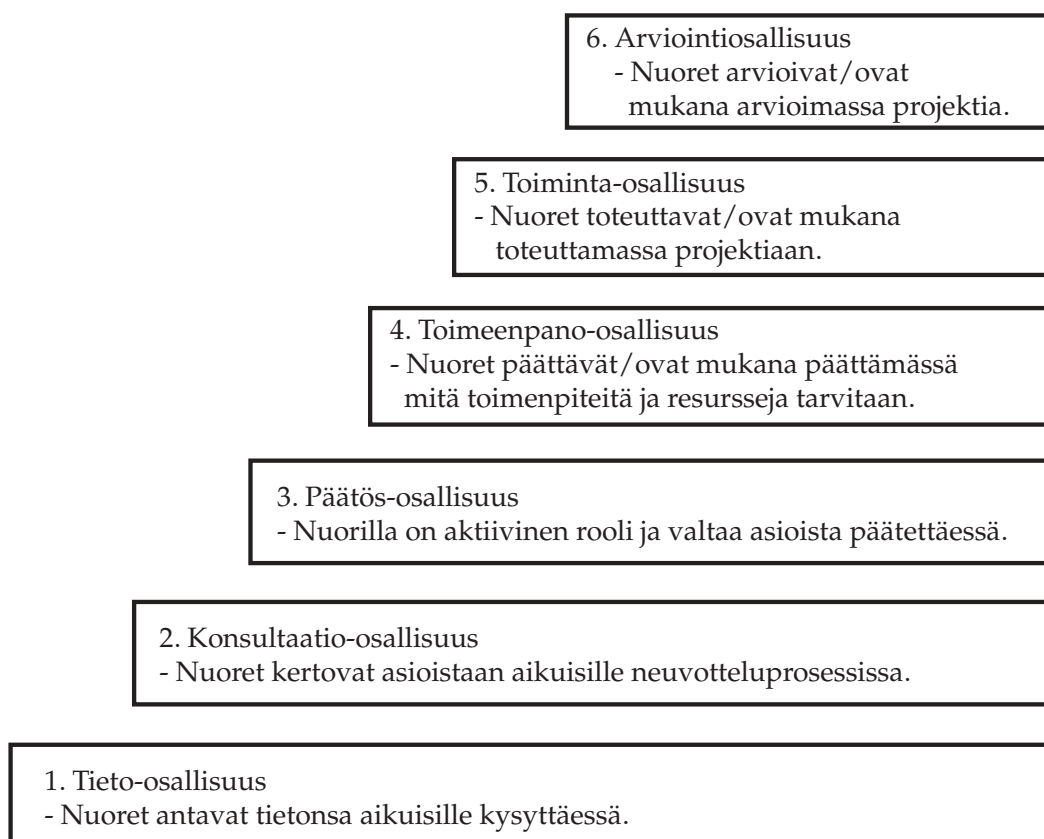 6. Arviointiosallisuus
- Nuoret arvioivat/ovat
mukana arvioimassa projektia.
5. Toiminta-osallisuus
- Nuoret toteuttavat/ovat mukana
toteuttamassa projektiaan.
4. Toimeenpano-osallisuus
- Nuoret päättävät/ovat mukana päättämässä
mitä toimenpiteitä ja resursseja tarvitaan.
3. Päätös-osallisuus
- Nuorilla on aktiivinen rooli ja valtaa asioista päätettäessä.
2. Konsultaatio-osallisuus
- Nuoret kertovat asioistaan aikuisille neuvotteluprosessissa.
1. Tieto-osallisuus
- Nuoret antavat tietonsa aikuisille kysyttäessä.